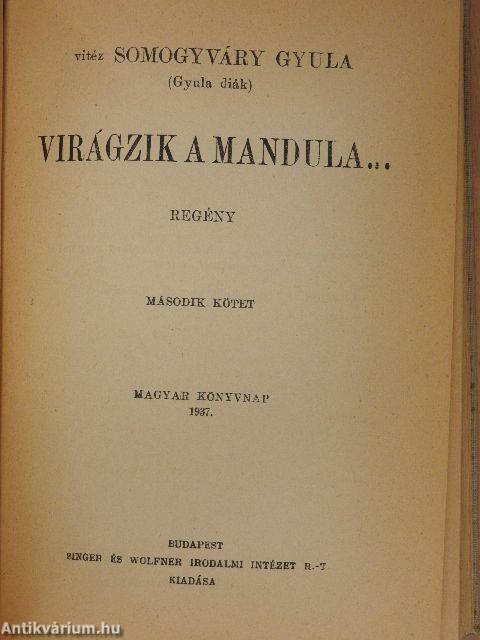 vitéz SOMOGYVÁRY GYULA
(Gyula diák)
VIRÁGZIK A MANDULA...
REGÉNY
MÁSODIK KÖTET
MAGYAR KÖNYVNAP
1937.
BUDAPEST
SINGER ÉS WOLFNER IRODALMI INTÉZET R.-T
KIADÁSA
Antikvárium.hu